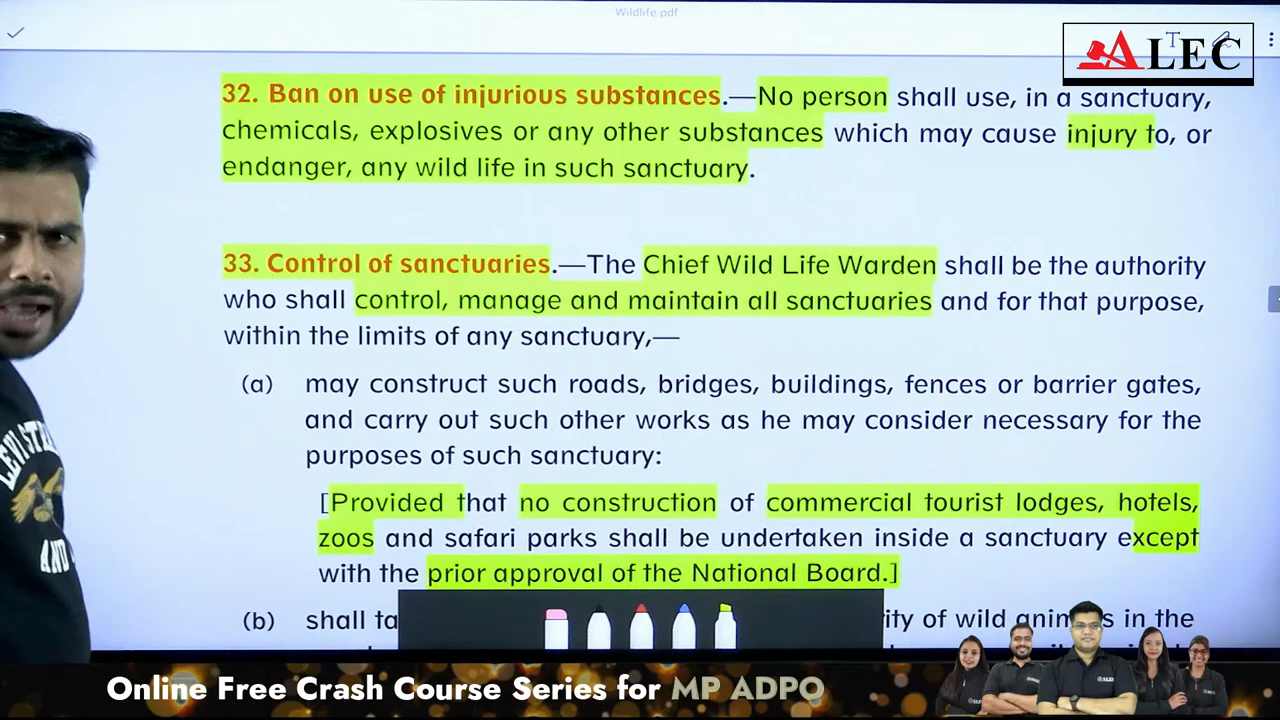 Wildlife.pdf
ALEC
32. Ban on use of injurious substances.—No person shall use, in a sanctuary,
chemicals, explosives or any other substances which may cause injury to, or
endanger, any wild life in such sanctuary.
33. Control of sanctuaries.—The Chief Wild Life Warden shall be the authority
who shall control, manage and maintain all sanctuaries and for that purpose,
within the limits of any sanctuary,—
(a) may construct such roads, bridges, buildings, fences or barrier gates,
and carry out such other works as he may consider necessary for the
purposes of such sanctuary:
[Provided that no construction of commercial tourist lodges, hotels,
zoos and safari parks shall be undertaken inside a sanctuary except
with the prior approval of the National Board.]
(b) shall of wild in the
LEVI
AND
Online Free Crash Course Series for MP ADPO